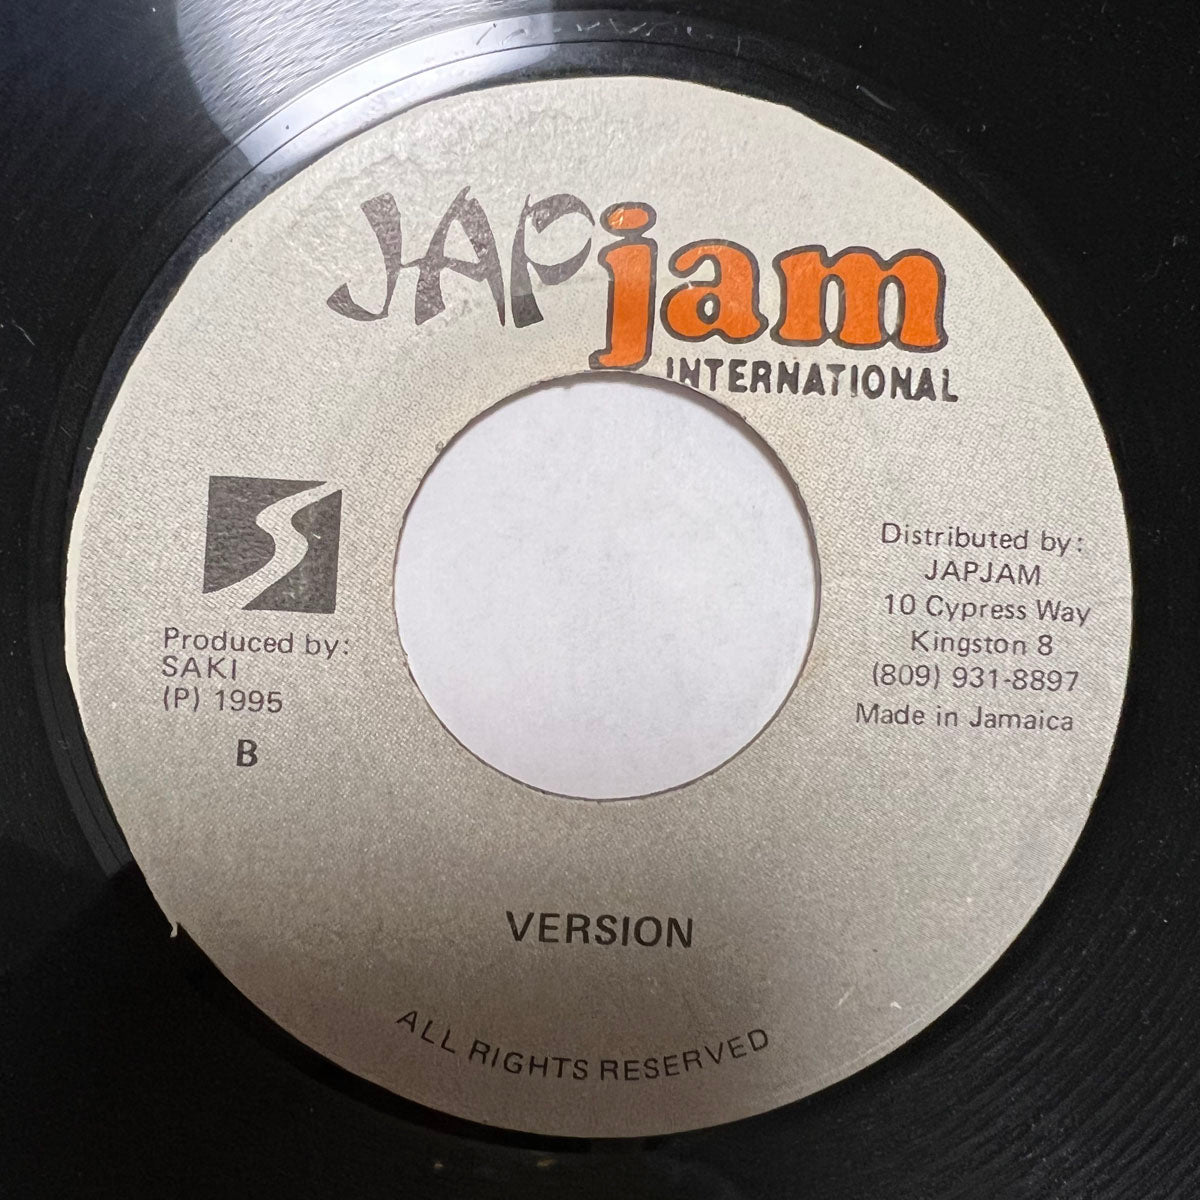 JAPjam
INTERNATIONAL
Produced by:
SAKI
(P) 1995
B
Distributed by:
JAPJAM
10 Cypress Way
Kingston 8
(809) 931-8897
Made in Jamaica
VERSION
ALL RIGHTS RESERVED